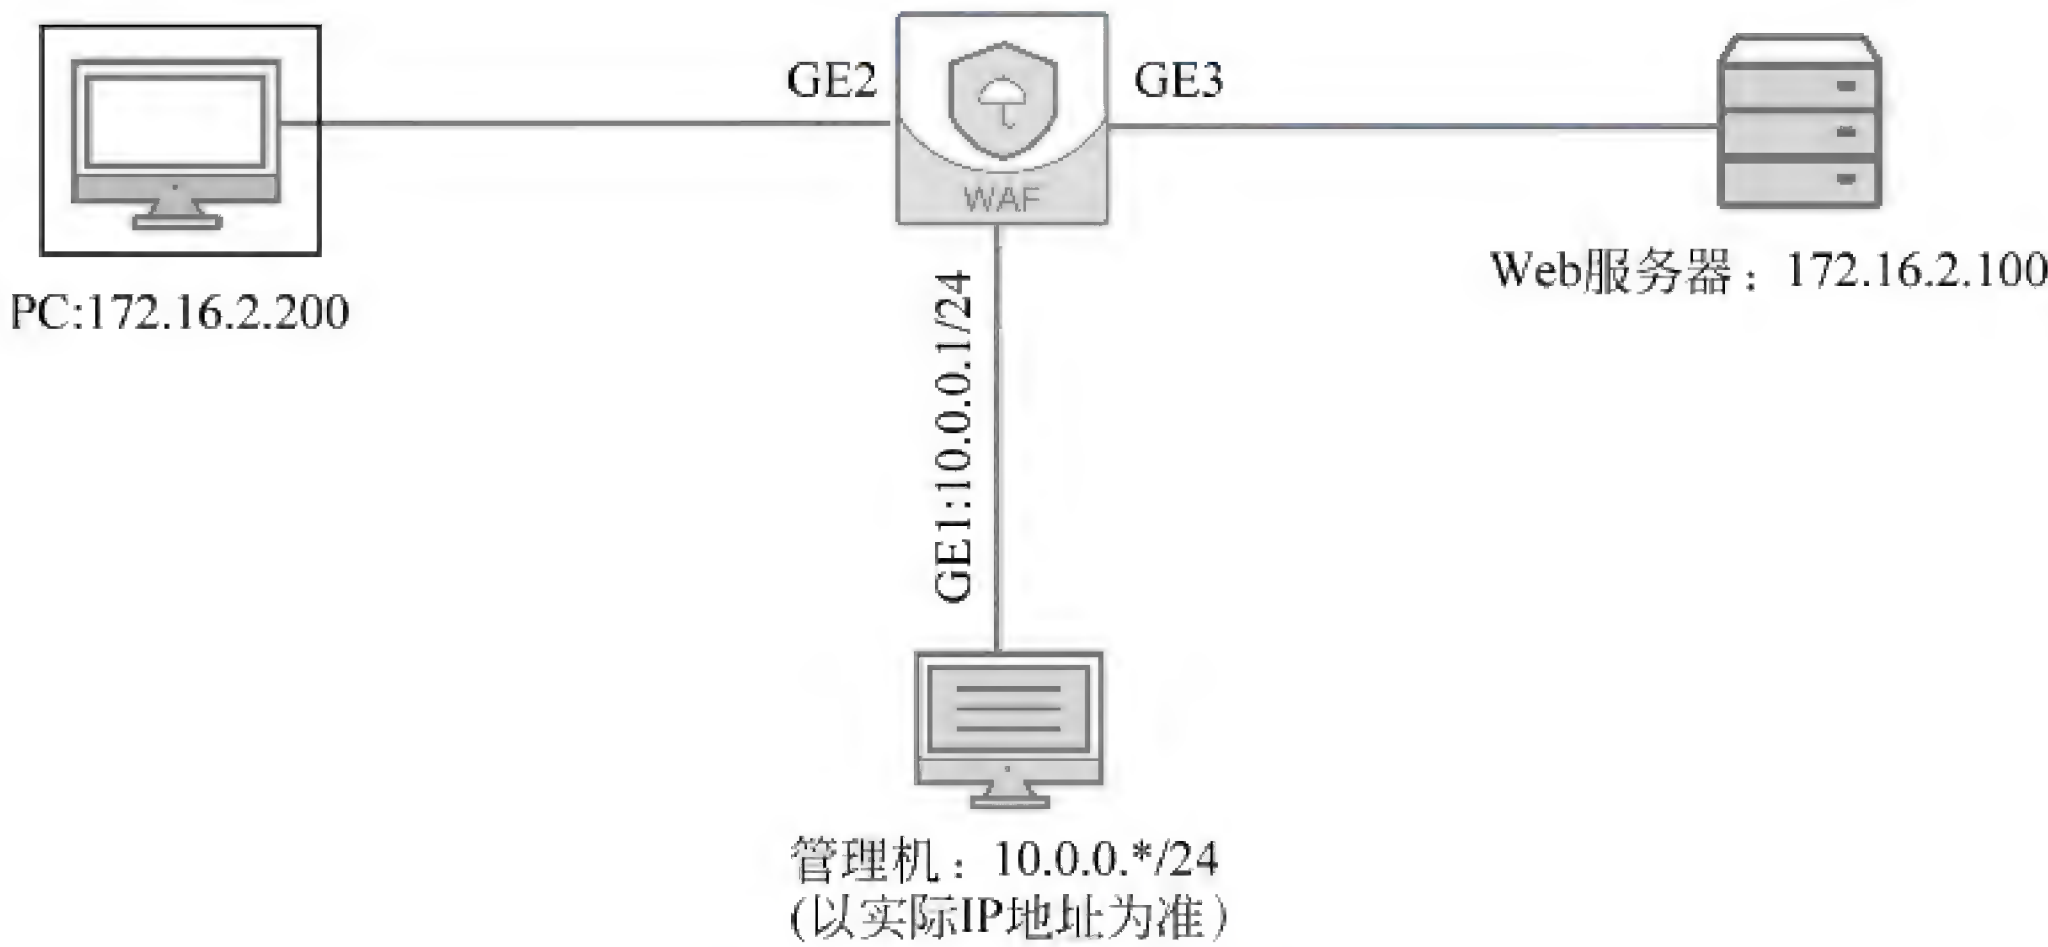 GE2
GE3
WAF
PC:172.16.2.200
Web服务器：172.16.2.100
GE1:10.0.0.1/24
管理机：10.0.0.*/24
(以实际IP地址为准)